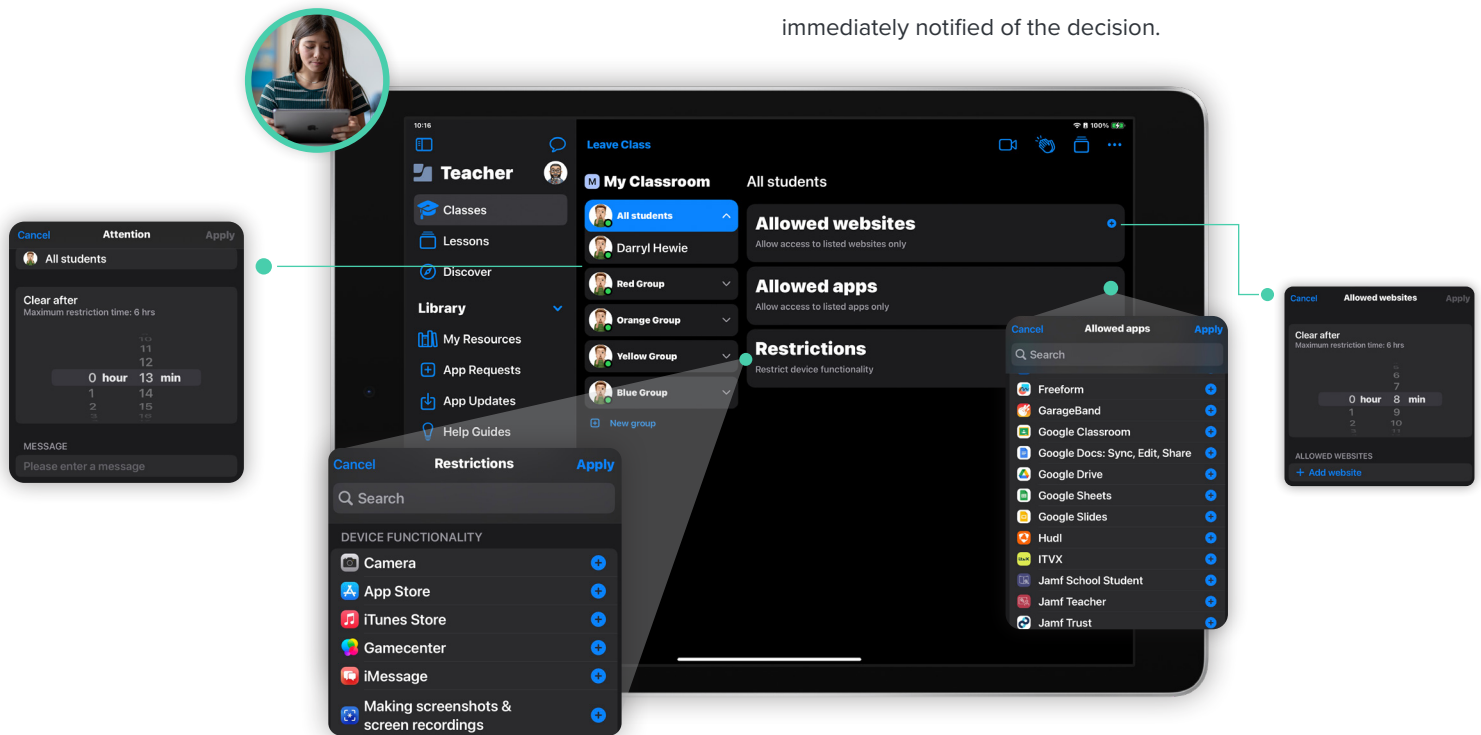 immediately notified of the decision.
10:16
100%
Teacher
Classes
Lessons
Discover
Library
My Resources
App Requests
App Updates
Help Guides
Leave Class
M My Classroom
All students
Darryl Hewie
Red Group
Orange Group
Yellow Group
Blue Group
New group
All students
Allowed websites
Allow access to listed websites only
Allowed apps
Allow access to listed apps only
Restrictions
Restrict device functionality
Cancel Attention Apply
All students
Clear after
Maximum restriction time: 6 hrs
10
11
12
0 hour 13 min
1 14
2 15
3 16
MESSAGE
Please enter a message
Cancel Restrictions Apply
Search
DEVICE FUNCTIONALITY
Camera
App Store
iTunes Store
Gamecenter
iMessage
Making screenshots &
screen recordings
Cancel Allowed apps Apply
Search
Freeform
GarageBand
Google Classroom
Google Docs: Sync, Edit, Share
Google Drive
Google Sheets
Google Slides
Hudl
ITVX
Jamf School Student
Jamf Teacher
Jamf Trust
Cancel Allowed websites Apply
Clear after
Maximum restriction time: 6 hrs
6
7
0 hour 8 min
1 9
2 10
3 11
ALLOWED WEBSITES
+ Add website